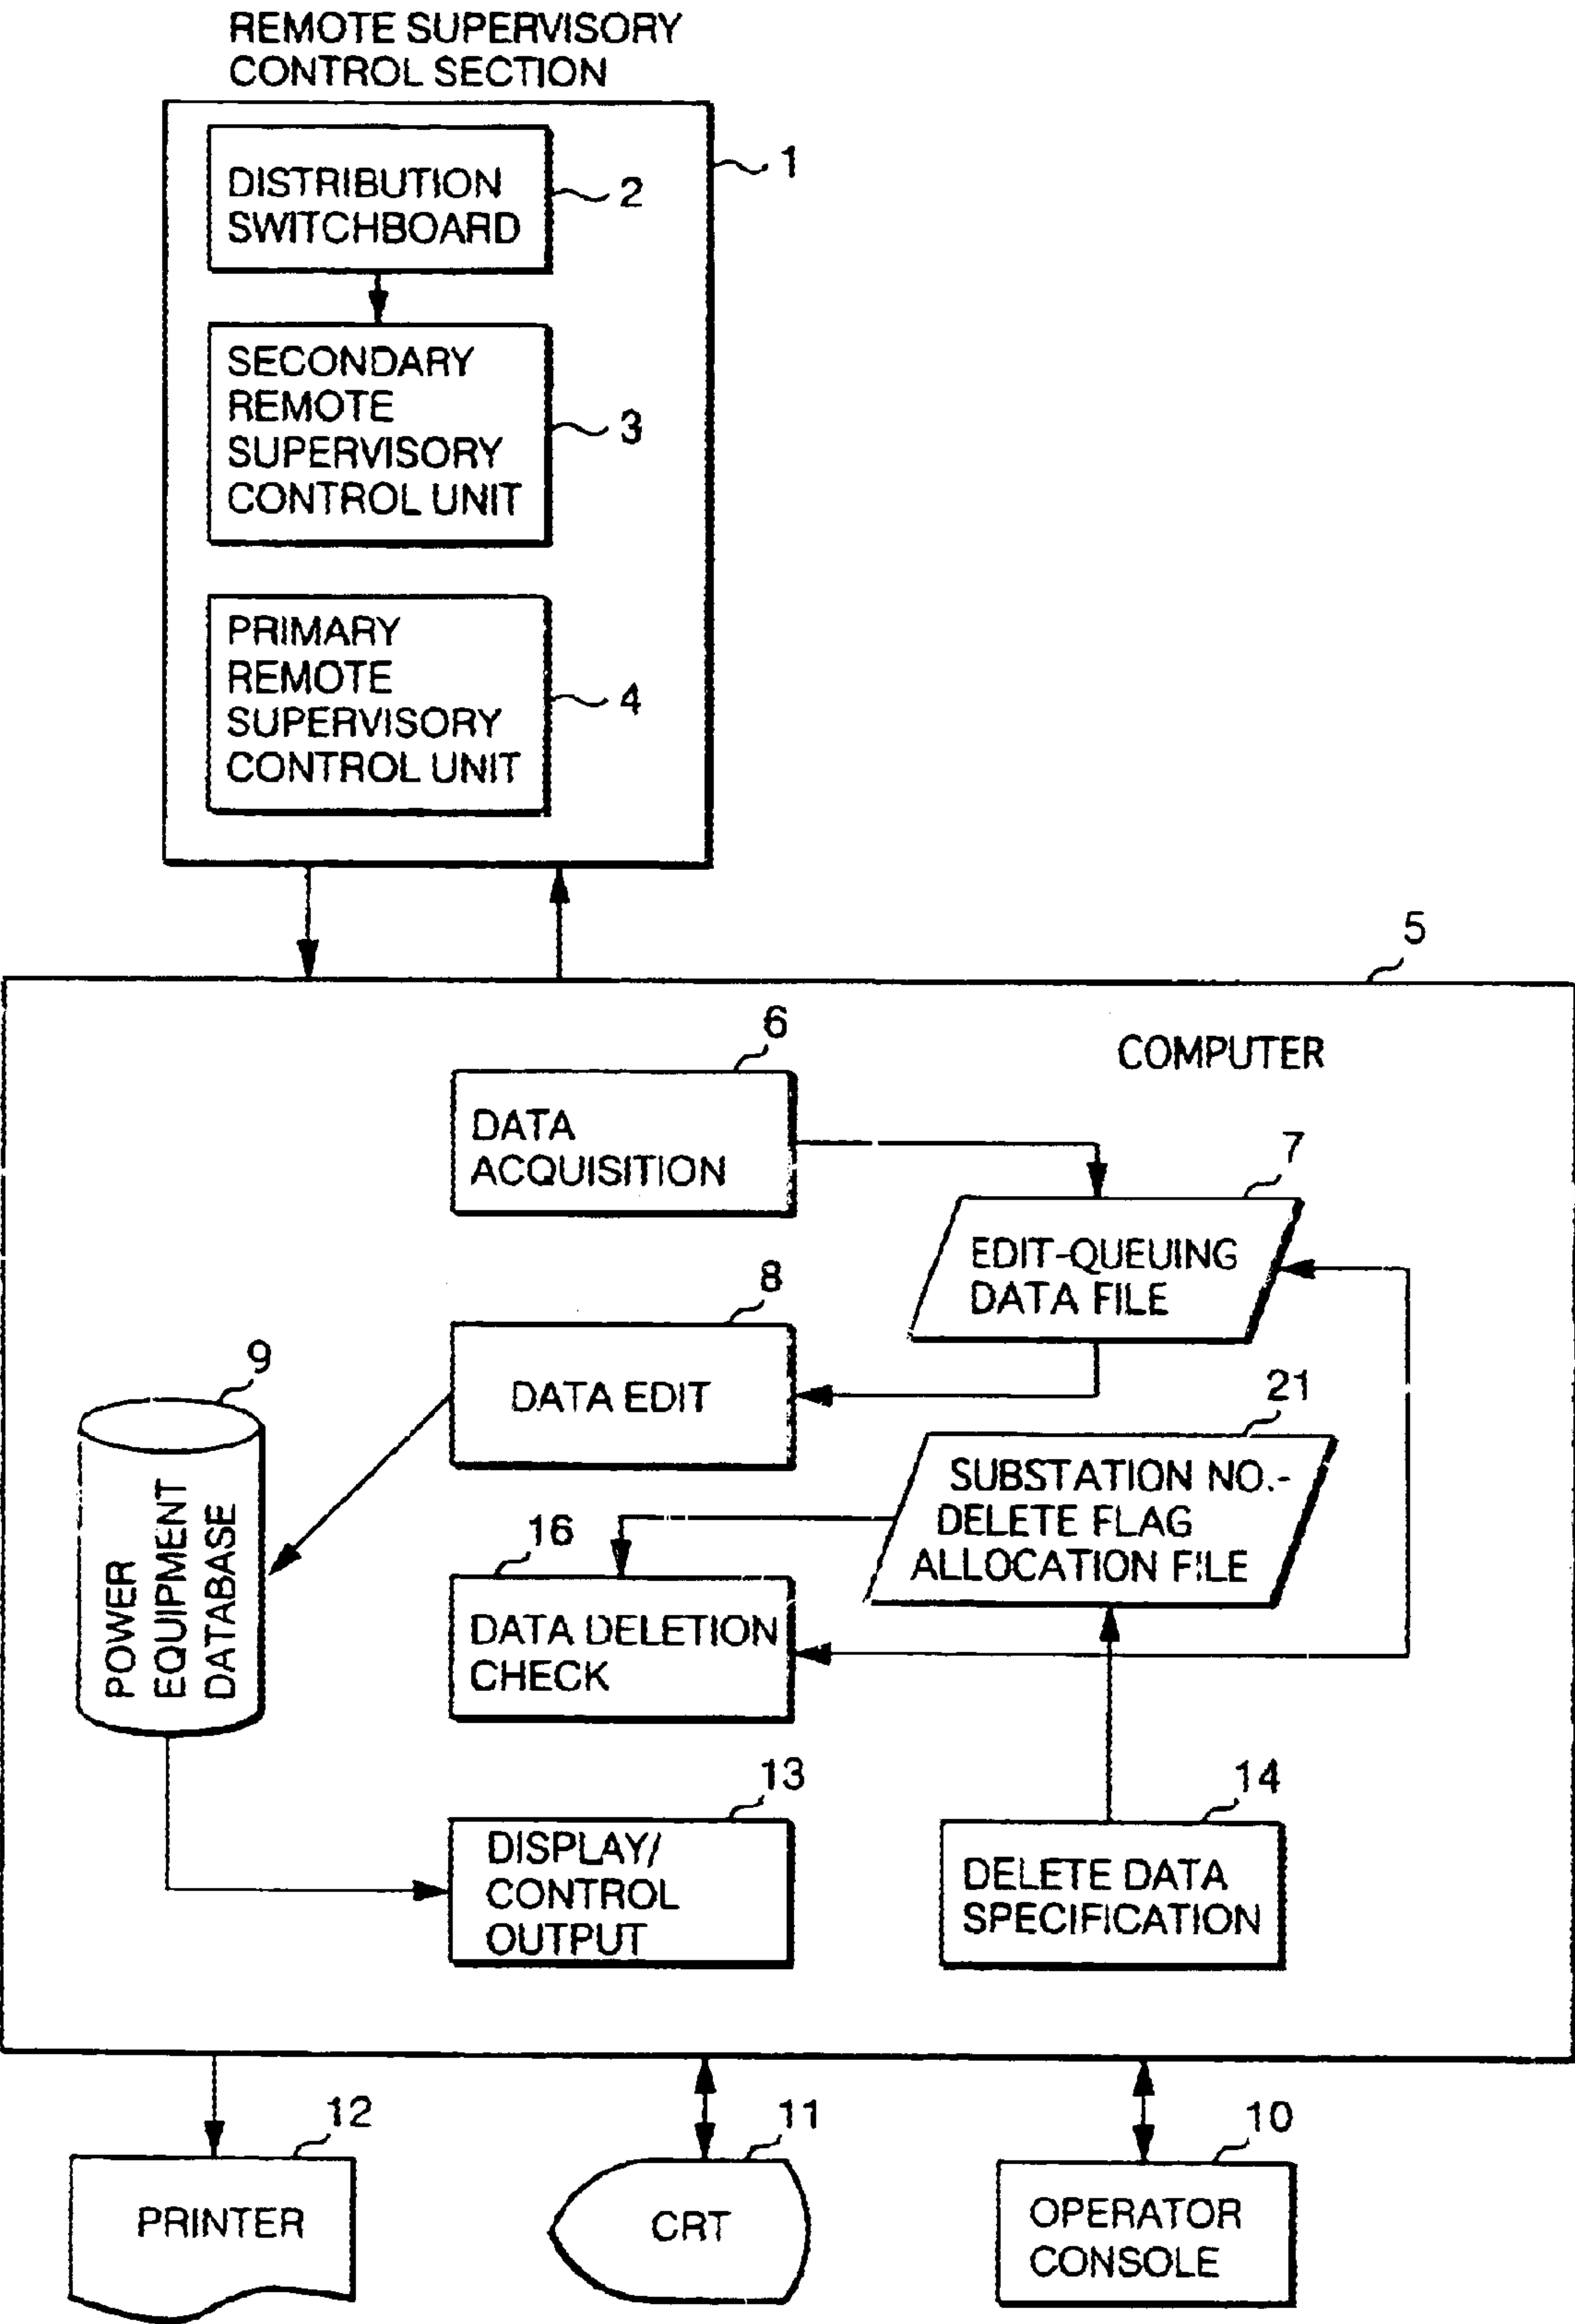 REMOTE SUPERVISORY
CONTROL SECTION
1
DISTRIBUTION
SWITCHBOARD
2
SECONDARY
REMOTE
SUPERVISORY
CONTROL UNIT
3
PRIMARY
REMOTE
SUPERVISORY
CONTROL UNIT
4
5
COMPUTER
6
DATA
ACQUISITION
7
EDIT-QUEUING
DATA FILE
8
DATA EDIT
9
POWER
EQUIPMENT
DATABASE
21
SUBSTATION NO.-
DELETE FLAG
ALLOCATION FILE
16
DATA DELETION
CHECK
13
DISPLAY/
CONTROL
OUTPUT
14
DELETE DATA
SPECIFICATION
12
PRINTER
11
CRT
10
OPERATOR
CONSOLE